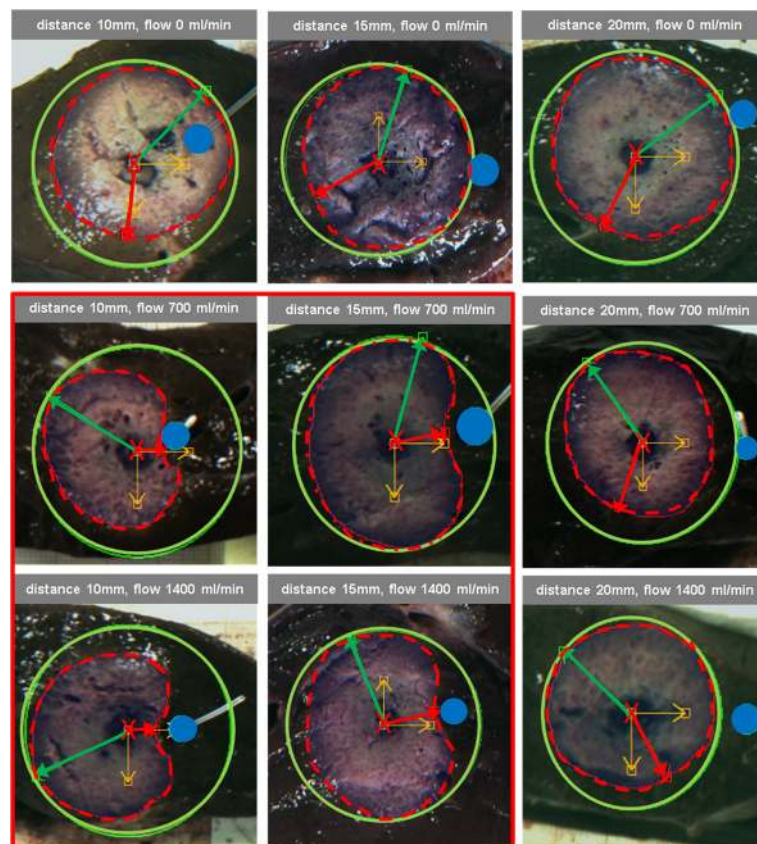 distance 10mm, flow 0 ml/min
distance 15mm, flow 0 ml/min
distance 20mm, flow 0 ml/min
distance 10mm, flow 700 ml/min
distance 15mm, flow 700 ml/min
distance 20mm, flow 700 ml/min
distance 10mm, flow 1400 ml/min
distance 15mm, flow 1400 ml/min
distance 20mm, flow 1400 ml/min